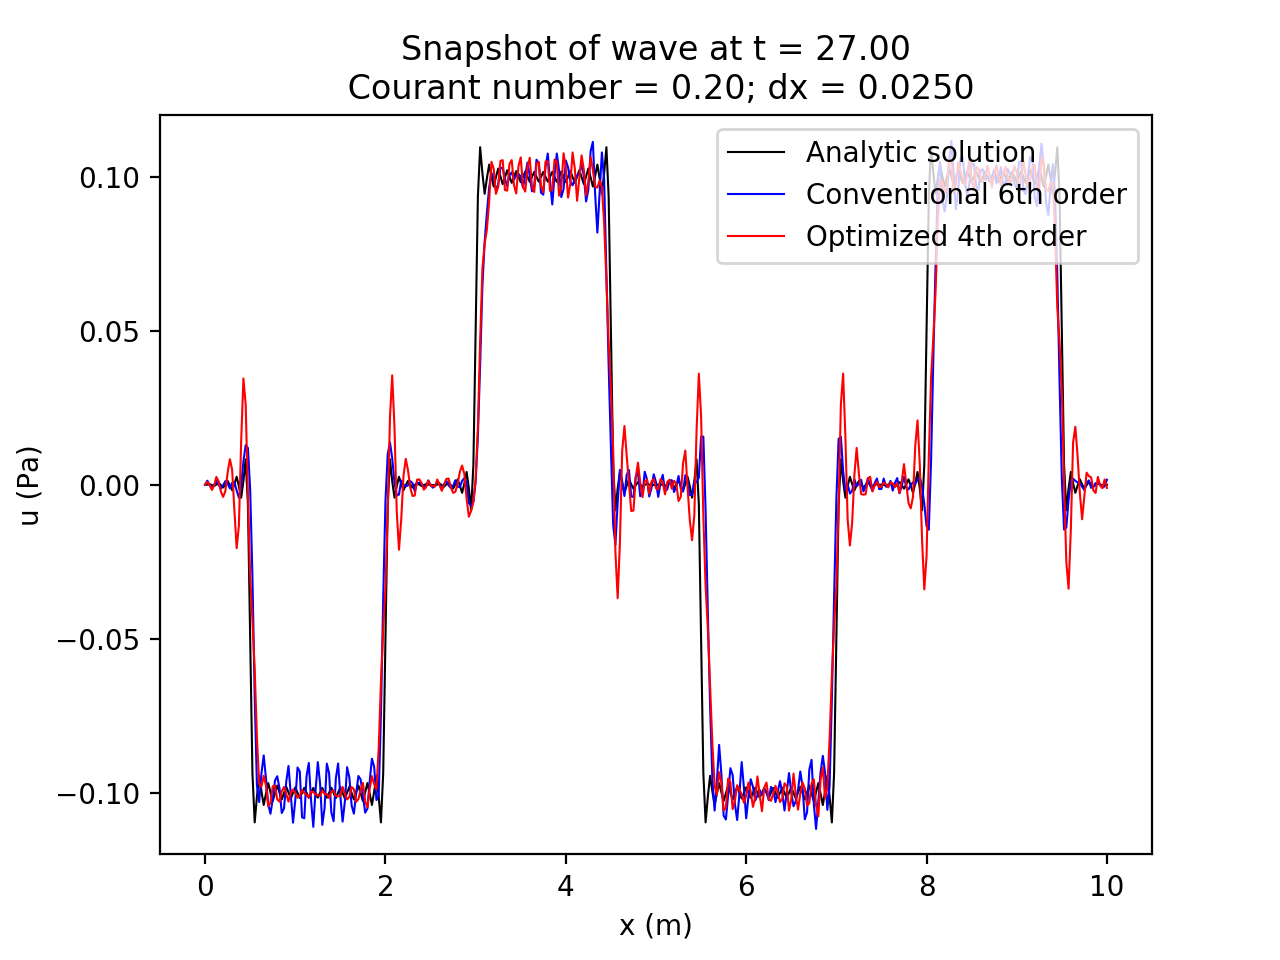 Snapshot of wave at t = 27.00
Courant number = 0.20; dx = 0.0250
Analytic solution
Conventional 6th order
Optimized 4th order
0.10
0.05
0.00
−0.05
−0.10
u (Pa)
0 2 4 6 8 10
x (m)